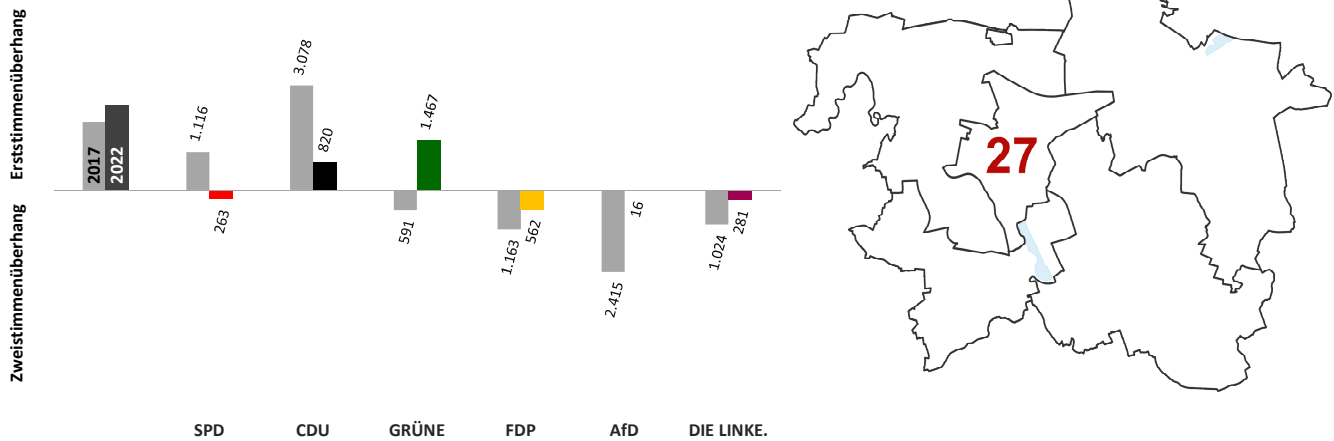 Erststimmenüberhang
Zweistimmenüberhang
2017
2022
1.116
263
3.078
820
591
1.467
1.163
562
2.415
16
1.024
281
SPD
CDU
GRÜNE
FDP
AfD
DIE LINKE.
27